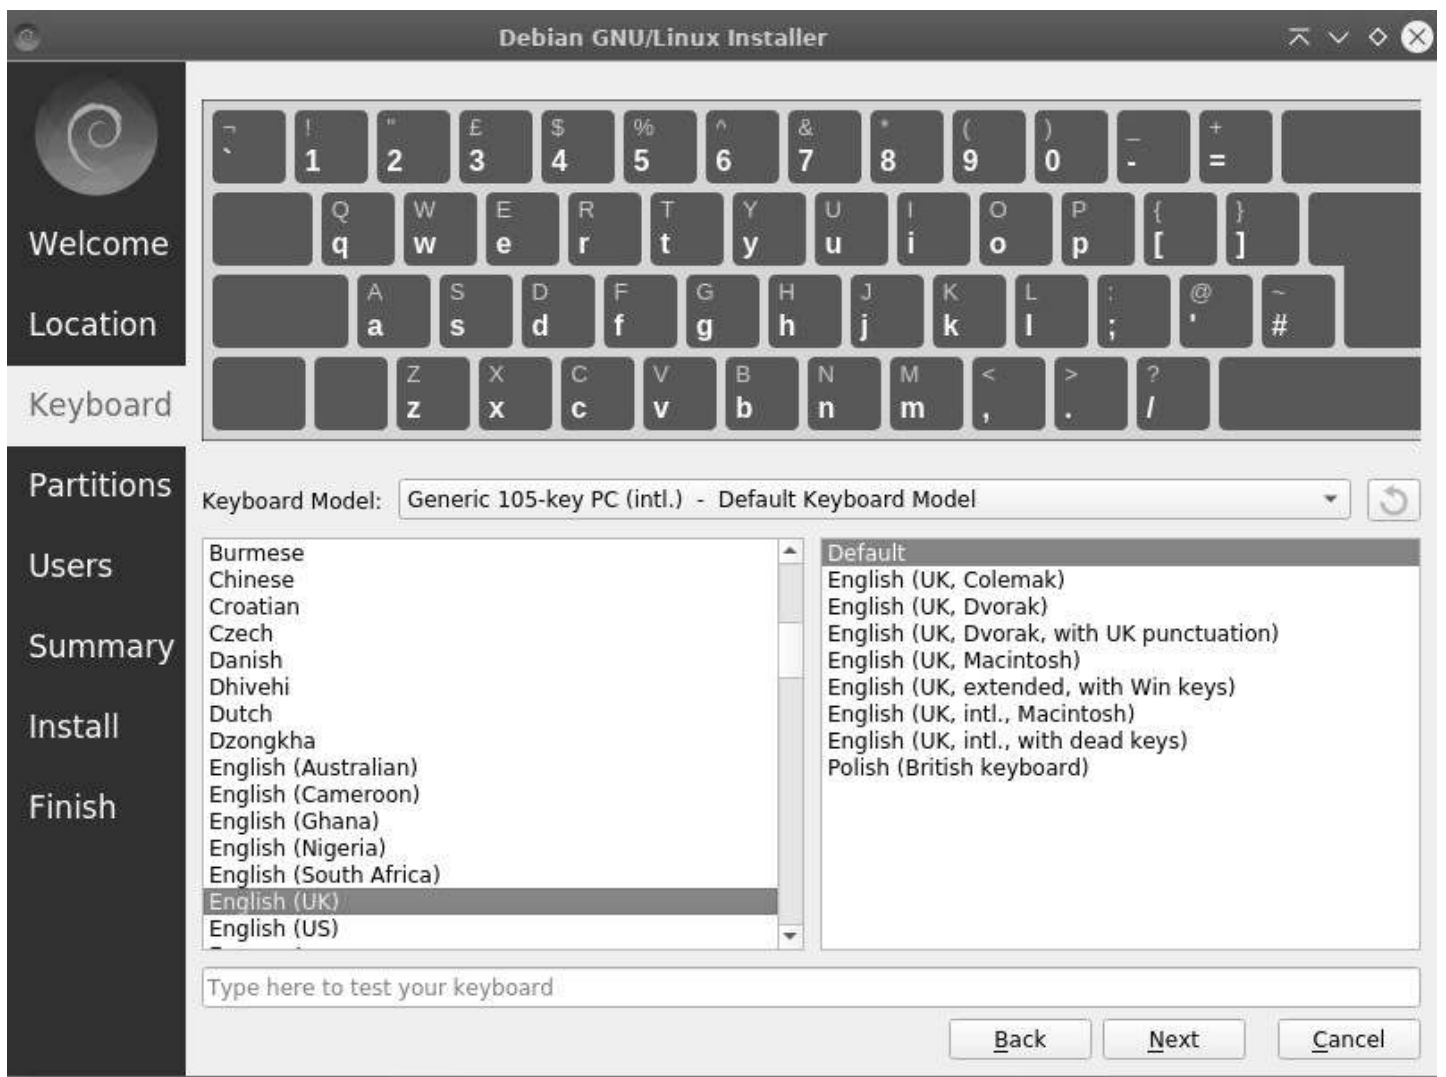 Debian GNU/Linux Installer
Welcome
Location
Keyboard
Partitions
Users
Summary
Install
Finish
¬ ! " £ $ % ^ & * ( ) _ +
` 1 2 3 4 5 6 7 8 9 0 - =
Q W E R T Y U I O P { }
q w e r t y u i o p [ ]
A S D F G H J K L : @ ~
a s d f g h j k l ; ' #
Z X C V B N M < > ?
z x c v b n m , . /
Keyboard Model: Generic 105-key PC (intl.) - Default Keyboard Model
Burmese
Chinese
Croatian
Czech
Danish
Dhivehi
Dutch
Dzongkha
English (Australian)
English (Cameroon)
English (Ghana)
English (Nigeria)
English (South Africa)
English (UK)
English (US)
Default
English (UK, Colemak)
English (UK, Dvorak)
English (UK, Dvorak, with UK punctuation)
English (UK, Macintosh)
English (UK, extended, with Win keys)
English (UK, intl., Macintosh)
English (UK, intl., with dead keys)
Polish (British keyboard)
Type here to test your keyboard
Back Next Cancel